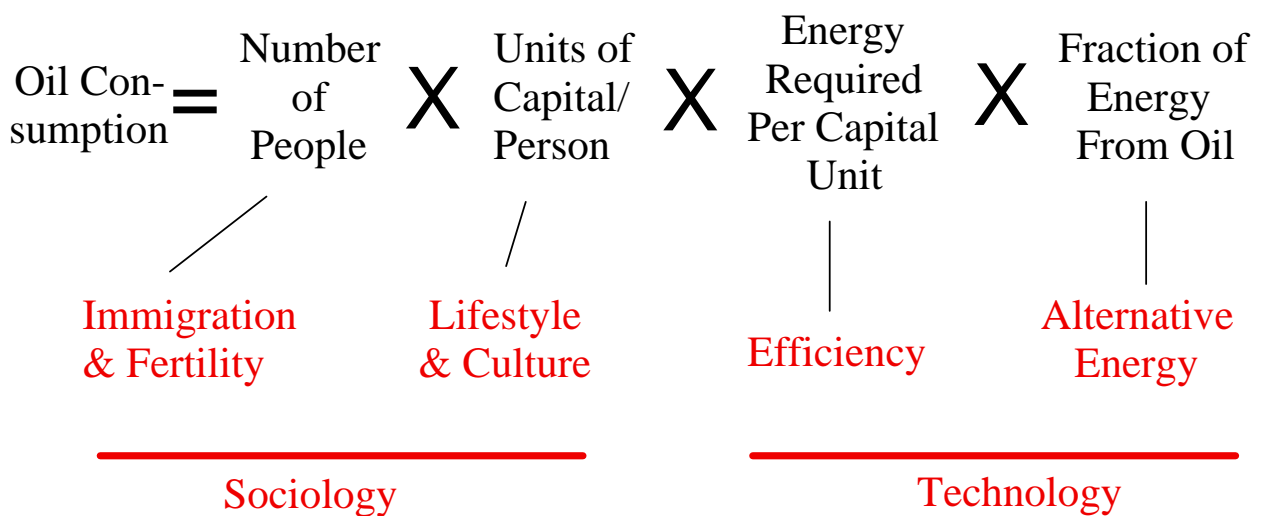 Oil Con-
sumption
=
Number
of
People
X
Units of
Capital/
Person
X
Energy
Required
Per Capital
Unit
X
Fraction of
Energy
From Oil
Immigration
& Fertility
Lifestyle
& Culture
Efficiency
Alternative
Energy
Sociology
Technology